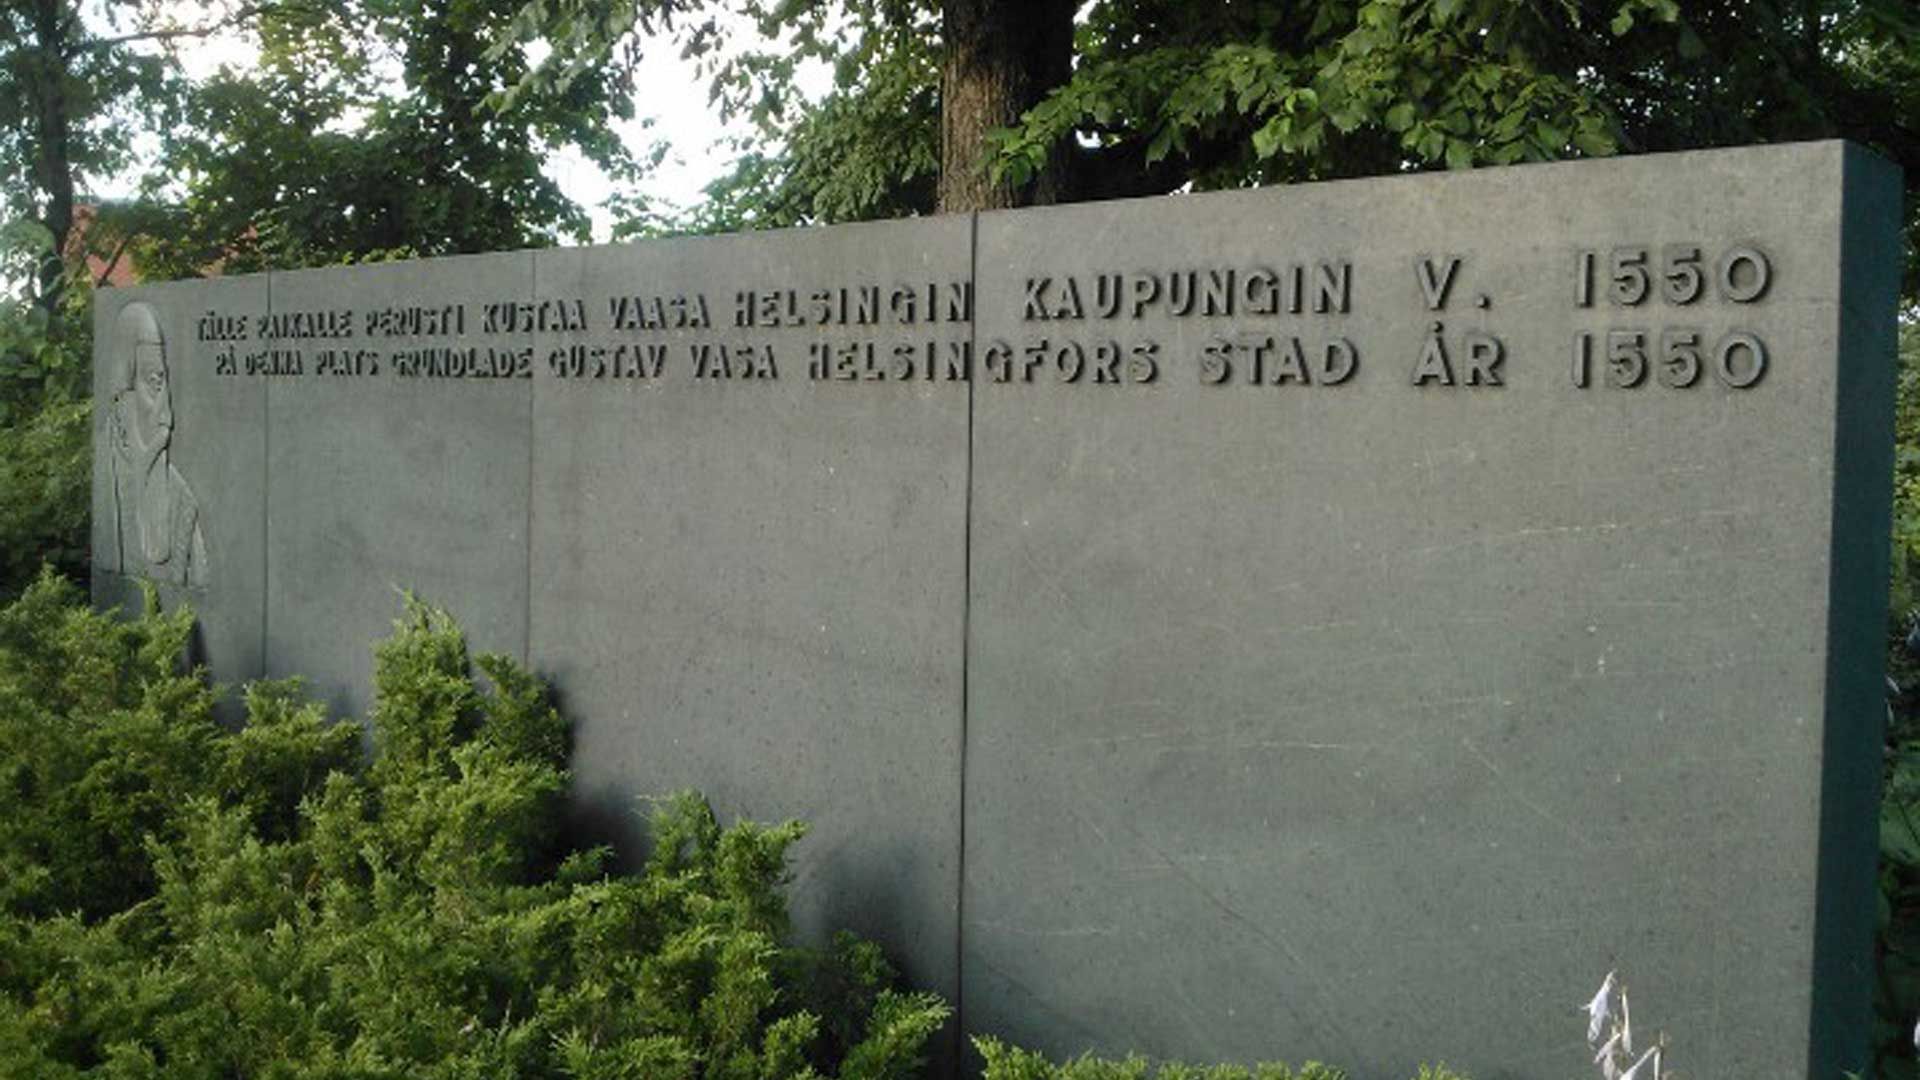 TÄLLE PAIKALLE PERUSTI KUSTAA VAASA HELSINGIN KAUPUNGIN V. 1550
PÅ DENNA PLATS GRUNDLADE GUSTAV VASA HELSINGFORS STAD ÅR 1550